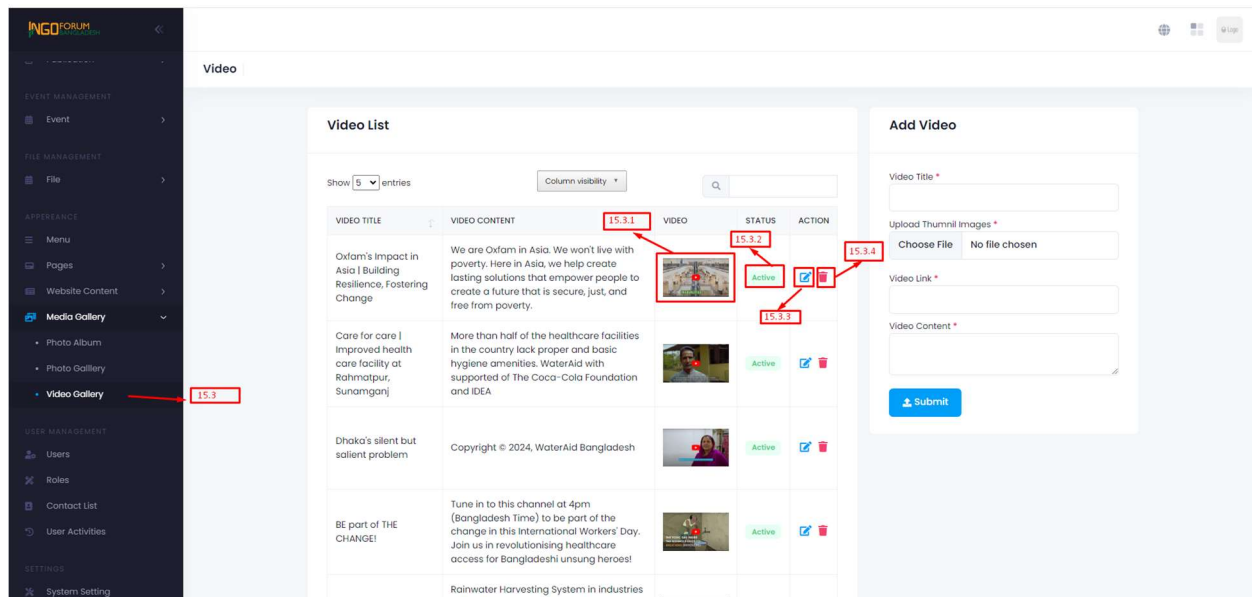 INGO FORUM
BANGLADESH
Publication
EVENT MANAGEMENT
Event
FILE MANAGEMENT
File
APPEREANCE
Menu
Pages
Website Content
Media Gallery
Photo Album
Photo Galllery
Video Gallery
15.3
USER MANAGEMENT
Users
Roles
Contact List
User Activities
SETTINGS
System Setting
Logo
Video
Video List
Show 5 entries
Column visibility
VIDEO TITLE VIDEO CONTENT 15.3.1 VIDEO STATUS ACTION
15.3.2
15.3.4
15.3.3
Oxfam's Impact in
Asia | Building
Resilience, Fostering
Change
We are Oxfam in Asia. We won't live with
poverty. Here in Asia, we help create
lasting solutions that empower people to
create a future that is secure, just, and
free from poverty.
Active
Care for care |
Improved health
care facility at
Rahmatpur,
Sunamganj
More than half of the healthcare facilities
in the country lack proper and basic
hygiene amenities. WaterAid with
supported of The Coca-Cola Foundation
and IDEA
Active
Dhaka's silent but
salient problem
Copyright © 2024, WaterAid Bangladesh
Active
BE part of THE
CHANGE!
Tune in to this channel at 4pm
(Bangladesh Time) to be part of the
change in this International Workers' Day.
Join us in revolutionising healthcare
access for Bangladeshi unsung heroes!
Active
Rainwater Harvesting System in industries
Add Video
Video Title *
Upload Thumnil Images *
Choose File No file chosen
Video Link *
Video Content *
Submit